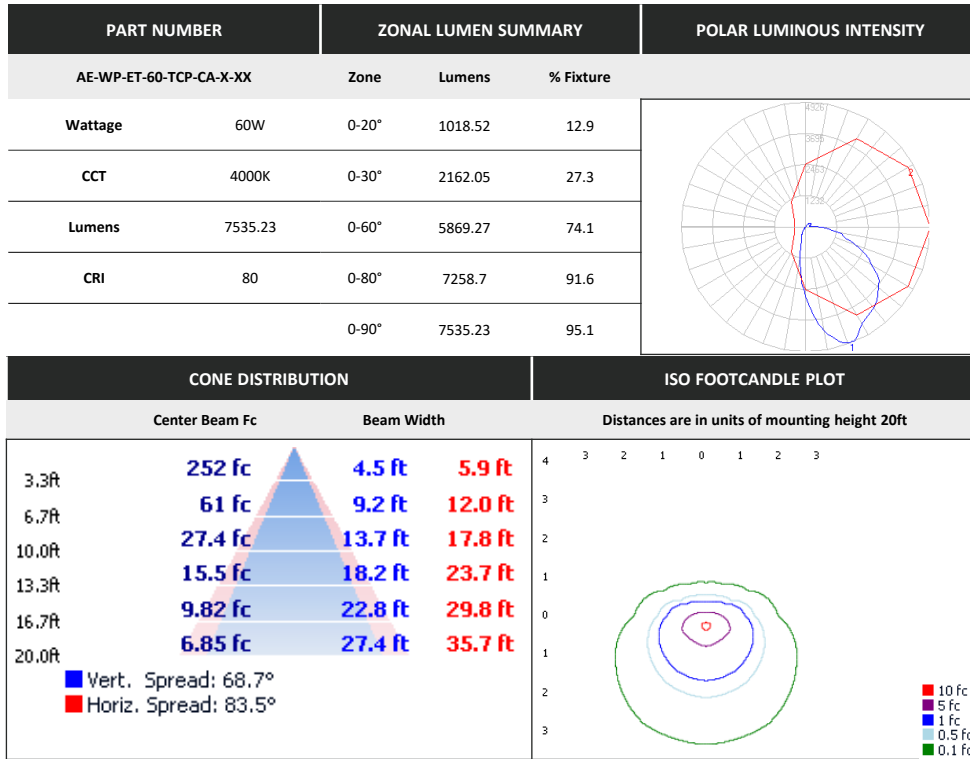 PART NUMBER ZONAL LUMEN SUMMARY POLAR LUMINOUS INTENSITY
AE-WP-ET-60-TCP-CA-X-XX Zone Lumens % Fixture
Wattage 60W 0-20° 1018.52 12.9
CCT 4000K 0-30° 2162.05 27.3
Lumens 7535.23 0-60° 5869.27 74.1
CRI 80 0-80° 7258.7 91.6
0-90° 7535.23 95.1
4926
3695
2463
1232
2
1
CONE DISTRIBUTION ISO FOOTCANDLE PLOT
Center Beam Fc Beam Width Distances are in units of mounting height 20ft
3.3ft 252 fc 4.5 ft 5.9 ft
6.7ft 61 fc 9.2 ft 12.0 ft
10.0ft 27.4 fc 13.7 ft 17.8 ft
13.3ft 15.5 fc 18.2 ft 23.7 ft
16.7ft 9.82 fc 22.8 ft 29.8 ft
20.0ft 6.85 fc 27.4 ft 35.7 ft
Vert. Spread: 68.7°
Horiz. Spread: 83.5°
3 2 1 0 1 2 3
4
3
2
1
0
1
2
3
10 fc
5 fc
1 fc
0.5 fc
0.1 fc